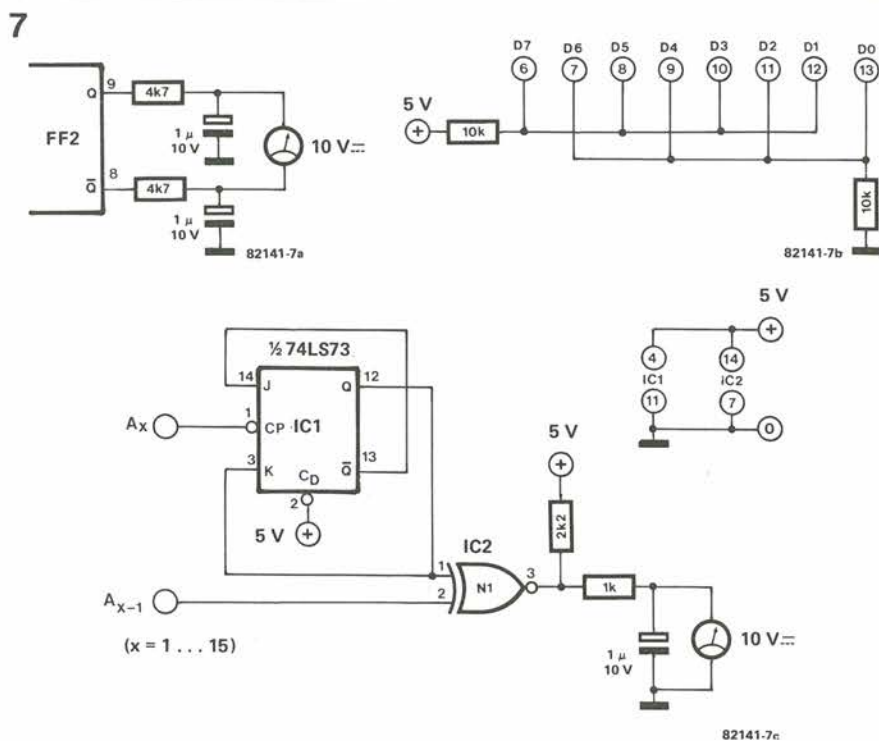 7
Q
9
4k7
1 μ
10 V
FF2
10 V⎓
Q̅
8
4k7
1 μ
10 V
82141-7a
D7 D6 D5 D4 D3 D2 D1 D0
6 7 8 9 10 11 12 13
5 V
+
10k
10k
82141-7b
½ 74LS73
14 J Q 12
A_X 1 CP IC1
3 K Q̅ 13
C_D
2
5 V +
A_X-1
(x = 1 . . . 15)
IC2
1
2
N1
3
5 V
+
2k2
1k
1 μ
10 V
10 V⎓
82141-7c
5 V
+
4 14
IC1 IC2
11 7
0